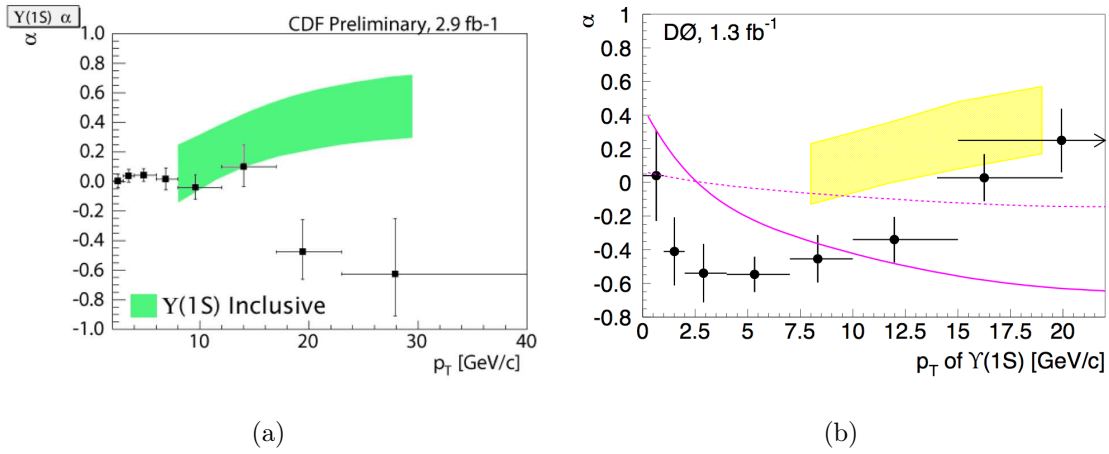 Υ(1S) α
CDF Preliminary, 2.9 fb-1
α
1.0
0.8
0.6
0.4
0.2
0.0
-0.2
-0.4
-0.6
-0.8
-1.0
Υ(1S) Inclusive
10 20 30 40
p_T [GeV/c]
(a)
α
DØ, 1.3 fb⁻¹
1
0.8
0.6
0.4
0.2
0
-0.2
-0.4
-0.6
-0.8
0 2.5 5 7.5 10 12.5 15 17.5 20
p_T of Υ(1S) [GeV/c]
(b)